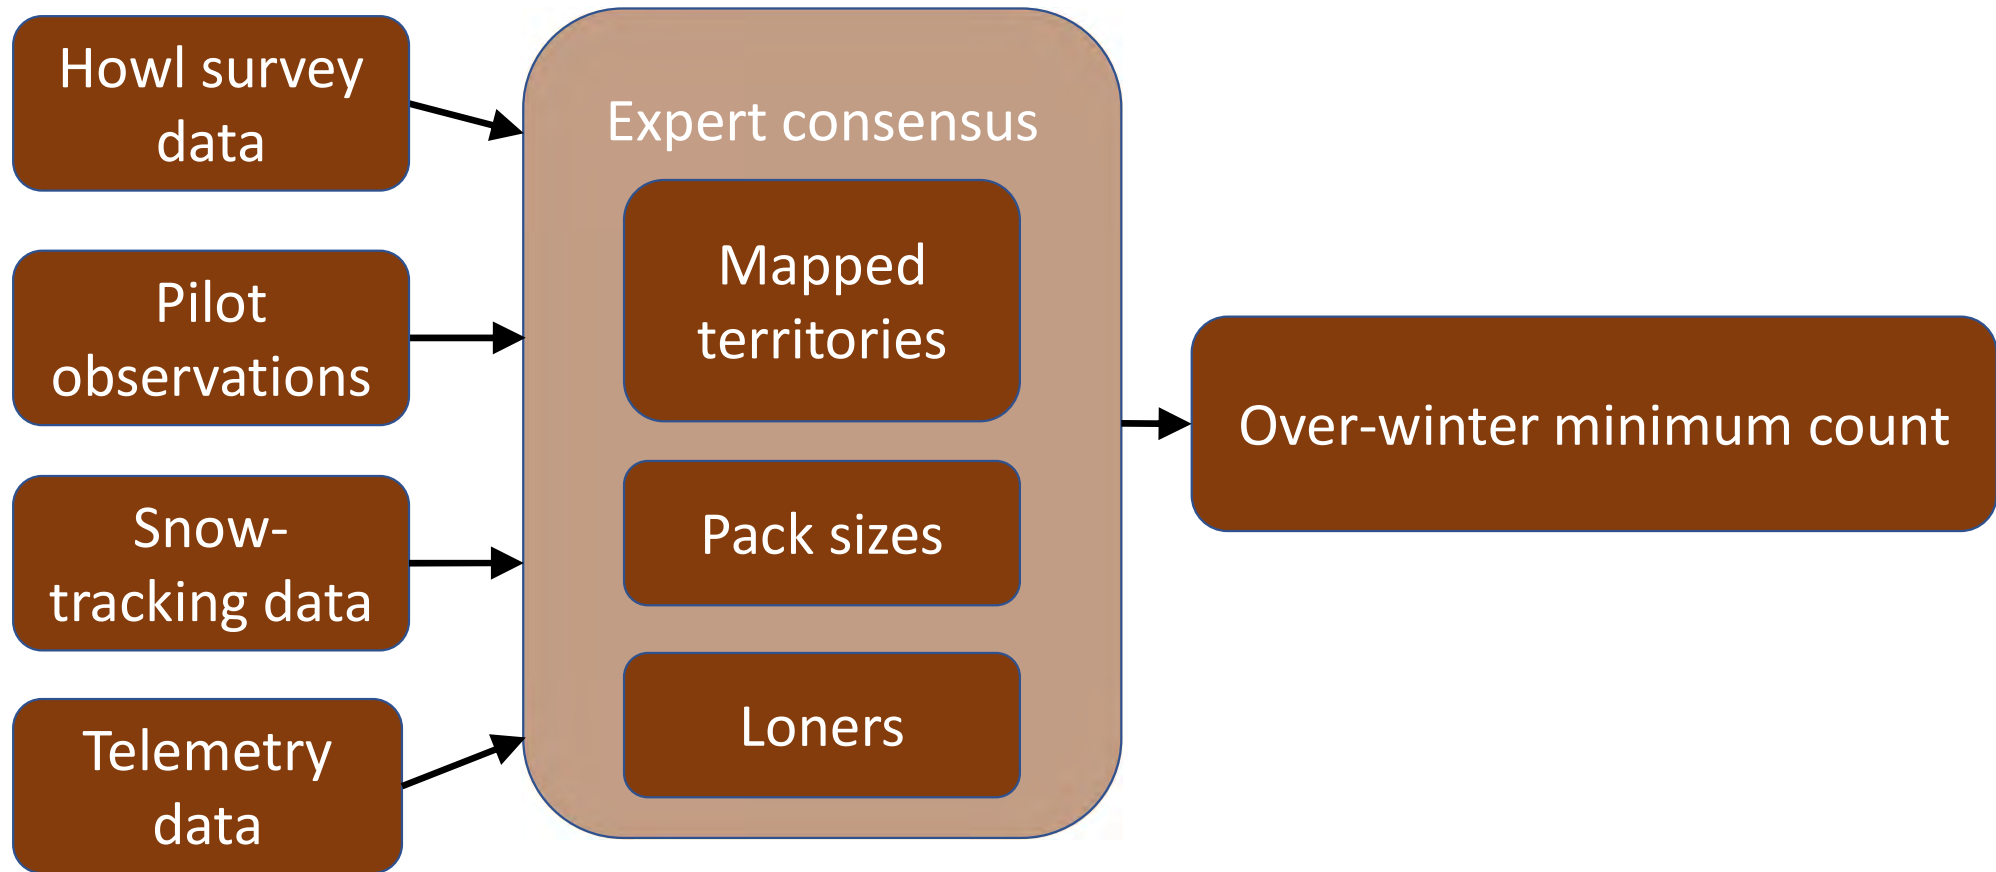 Howl survey
data
Pilot
observations
Snow-
tracking data
Telemetry
data
Expert consensus
Mapped
territories
Pack sizes
Loners
Over-winter minimum count